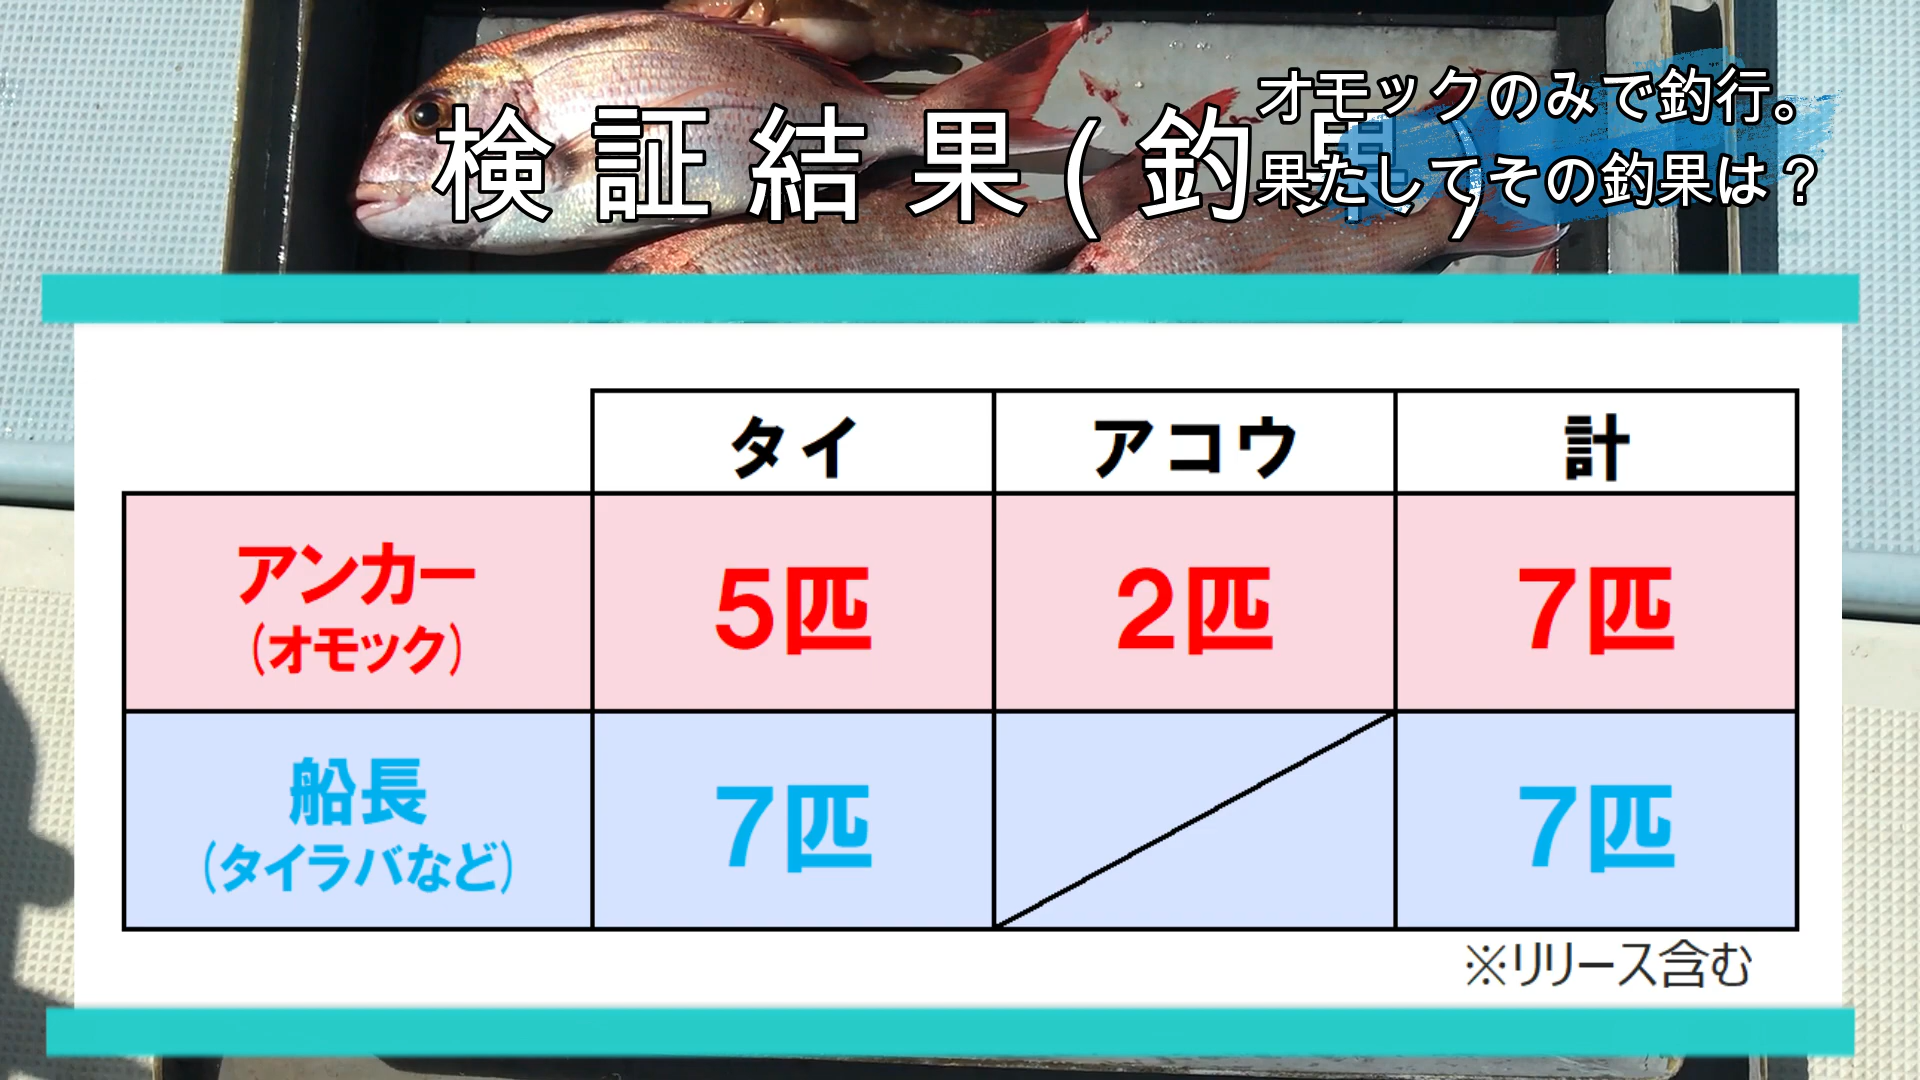 検証結果(釣果)
オモックのみで釣行。
果たしてその釣果は？
タイ アコウ 計
アンカー 5匹 2匹 7匹
(オモック)
船長 7匹 7匹
(タイラバなど)
※リリース含む